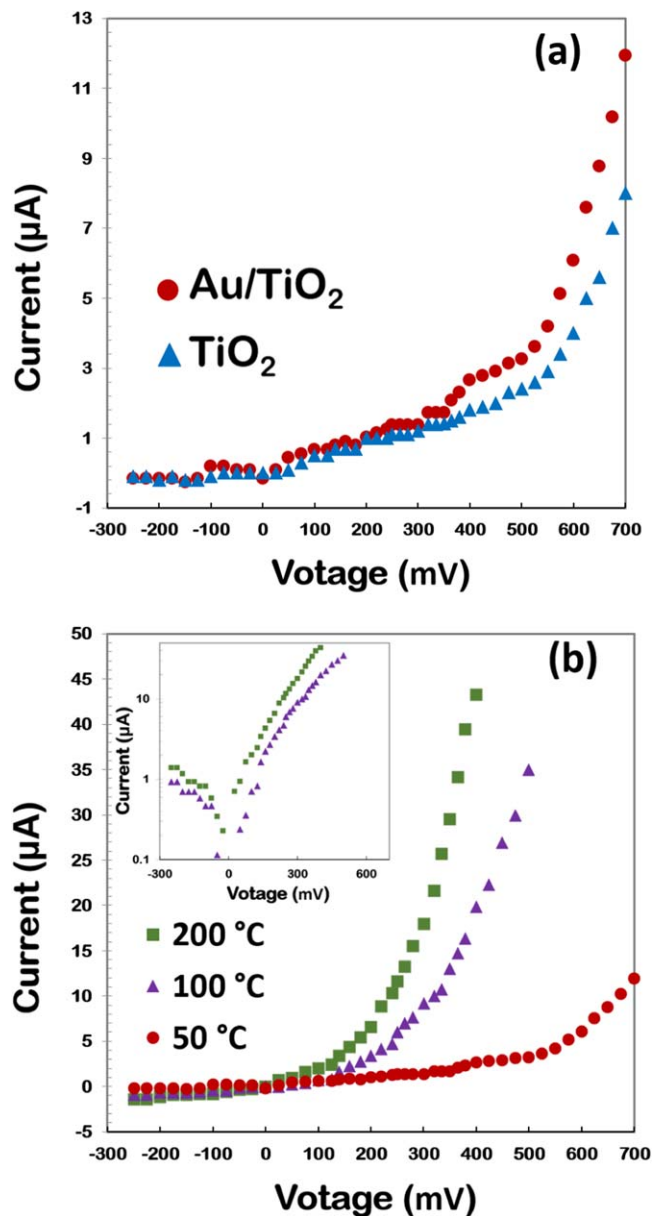 (a)
13
11
9
7
5
3
1
-1
Current (µA)
Au/TiO₂
TiO₂
-300 -200 -100 0 100 200 300 400 500 600 700
Votage (mV)
(b)
50
45
40
35
30
25
20
15
10
5
0
-5
Current (µA)
10
1
0.1
Current (µA)
-300 0 300 600
Votage (mV)
200 °C
100 °C
50 °C
-300 -200 -100 0 100 200 300 400 500 600 700
Votage (mV)